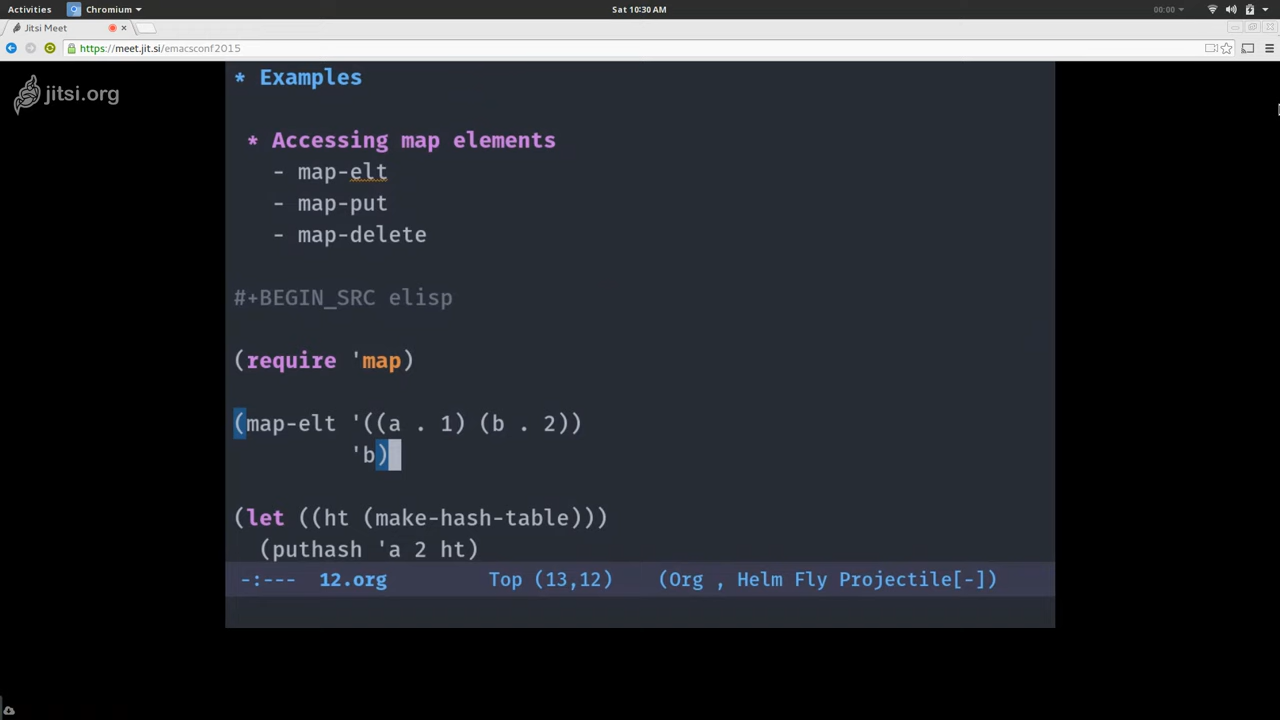 Activities Chromium Sat 10:30 AM 00:00
Jitsi Meet
https://meet.jit.si/emacsconf2015
jitsi.org
* Examples
* Accessing map elements
- map-elt
- map-put
- map-delete
#+BEGIN_SRC elisp
(require 'map)
(map-elt '((a . 1) (b . 2))
'b)
(let ((ht (make-hash-table)))
(puthash 'a 2 ht)
-:--- 12.org Top (13,12) (Org , Helm Fly Projectile[-])